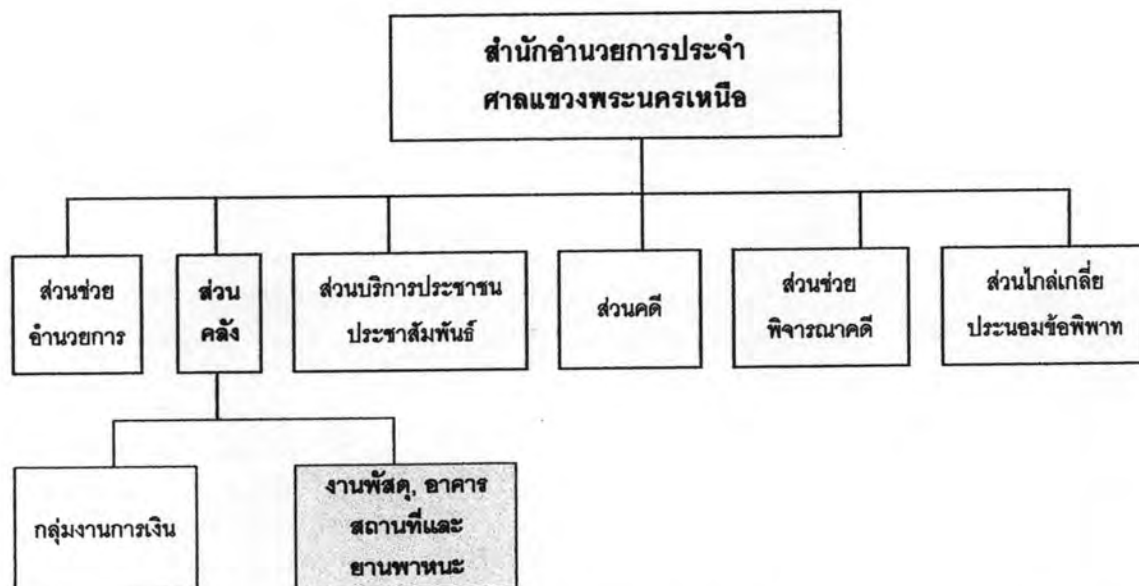 สำนักอำนวยการประจำ
ศาลแขวงพระนครเหนือ
ส่วนช่วย
อำนวยการ
ส่วน
คลัง
ส่วนบริการประชาชน
ประชาสัมพันธ์
ส่วนคดี
ส่วนช่วย
พิจารณาคดี
ส่วนไกล่เกลี่ย
ประนอมข้อพิพาท
กลุ่มงานการเงิน
งานพัสดุ, อาคาร
สถานที่และ
ยานพาหนะ